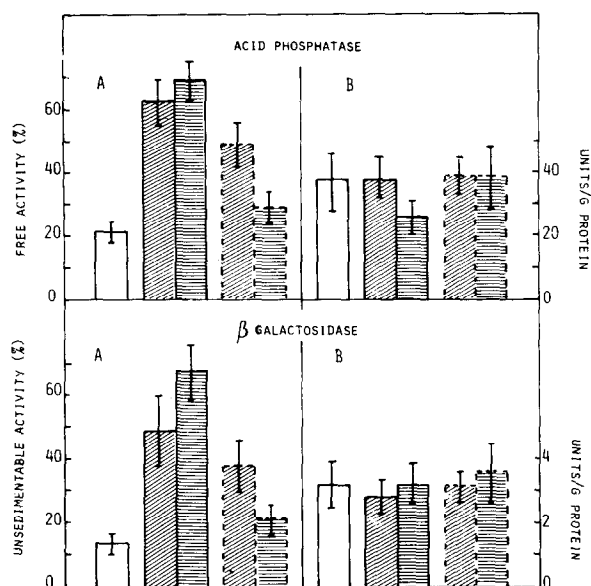 ACID PHOSPHATASE
A
B
FREE ACTIVITY (%)
60
40
20
0
40
20
0
UNITS/G PROTEIN
β GALACTOSIDASE
A
B
UNSEDIMENTABLE ACTIVITY (%)
60
40
20
0
4
2
0
UNITS/G PROTEIN